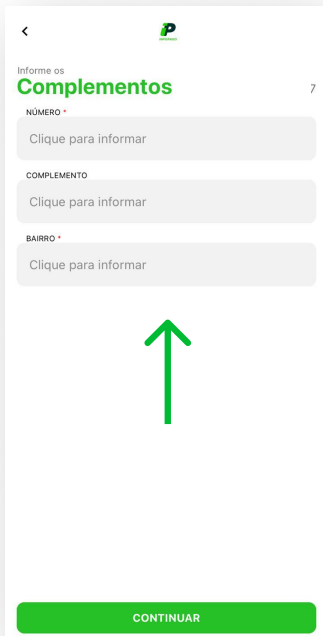 Informe os
Complementos 7
NÚMERO *
Clique para informar
COMPLEMENTO
Clique para informar
BAIRRO *
Clique para informar
CONTINUAR